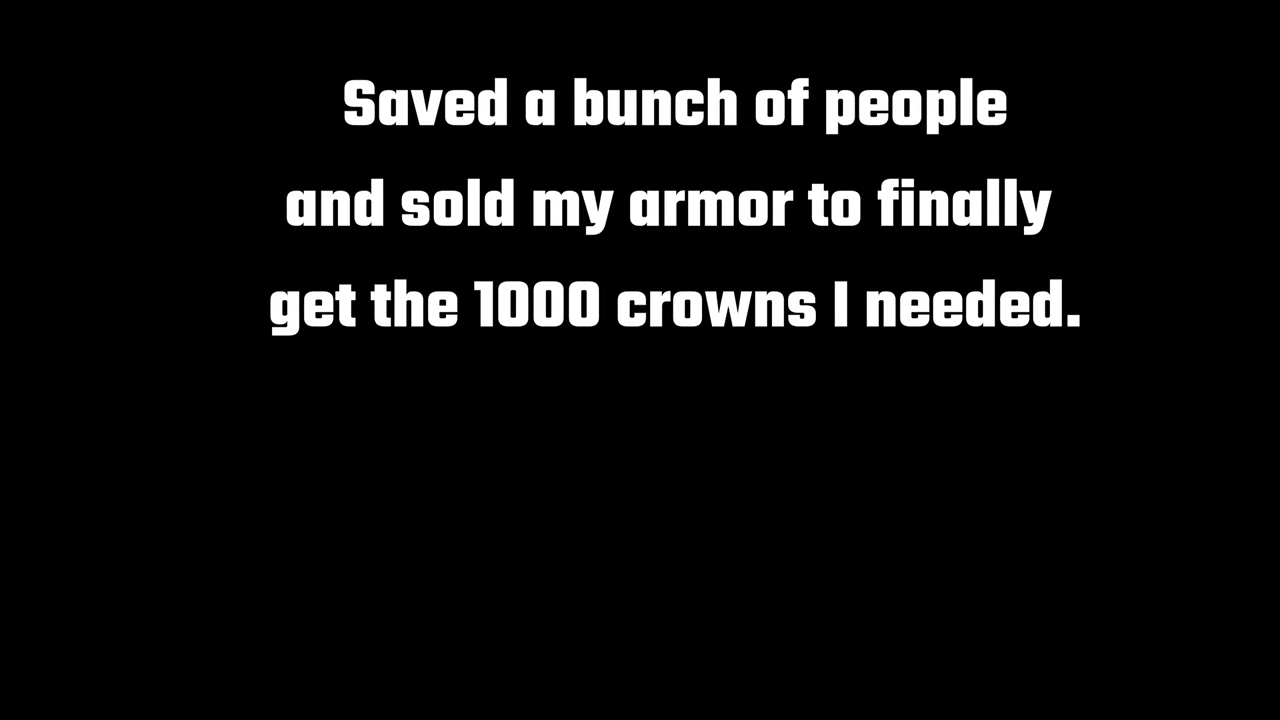 Saved a bunch of people
and sold my armor to finally
get the 1000 crowns I needed.